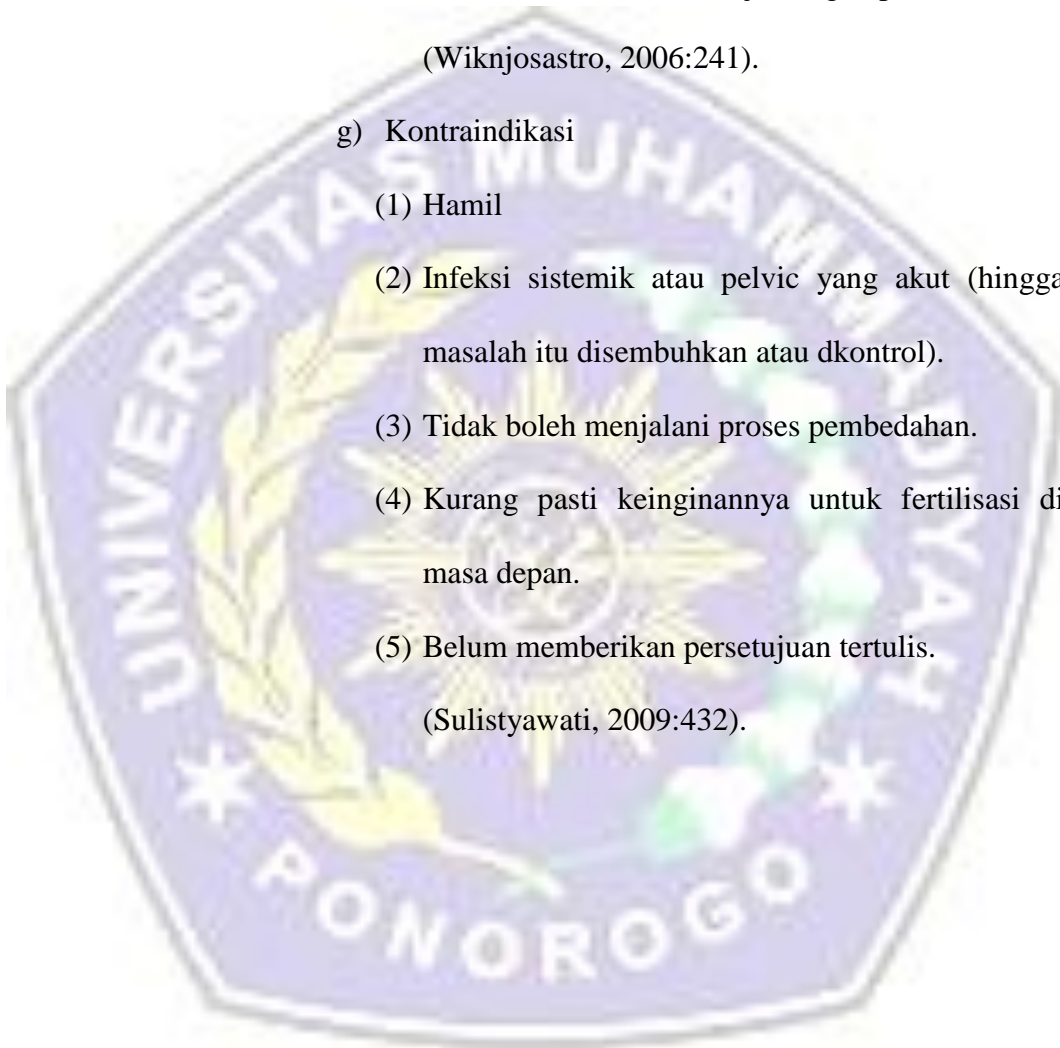 (Wiknjosastro, 2006:241).
g) Kontraindikasi
(1) Hamil
(2) Infeksi sistemik atau pelvic yang akut (hingga
masalah itu disembuhkan atau dkontrol).
(3) Tidak boleh menjalani proses pembedahan.
(4) Kurang pasti keinginannya untuk fertilisasi di
masa depan.
(5) Belum memberikan persetujuan tertulis.
(Sulistyawati, 2009:432).
UNIVERSITAS MUHAMMADIYAH
PONOROGO